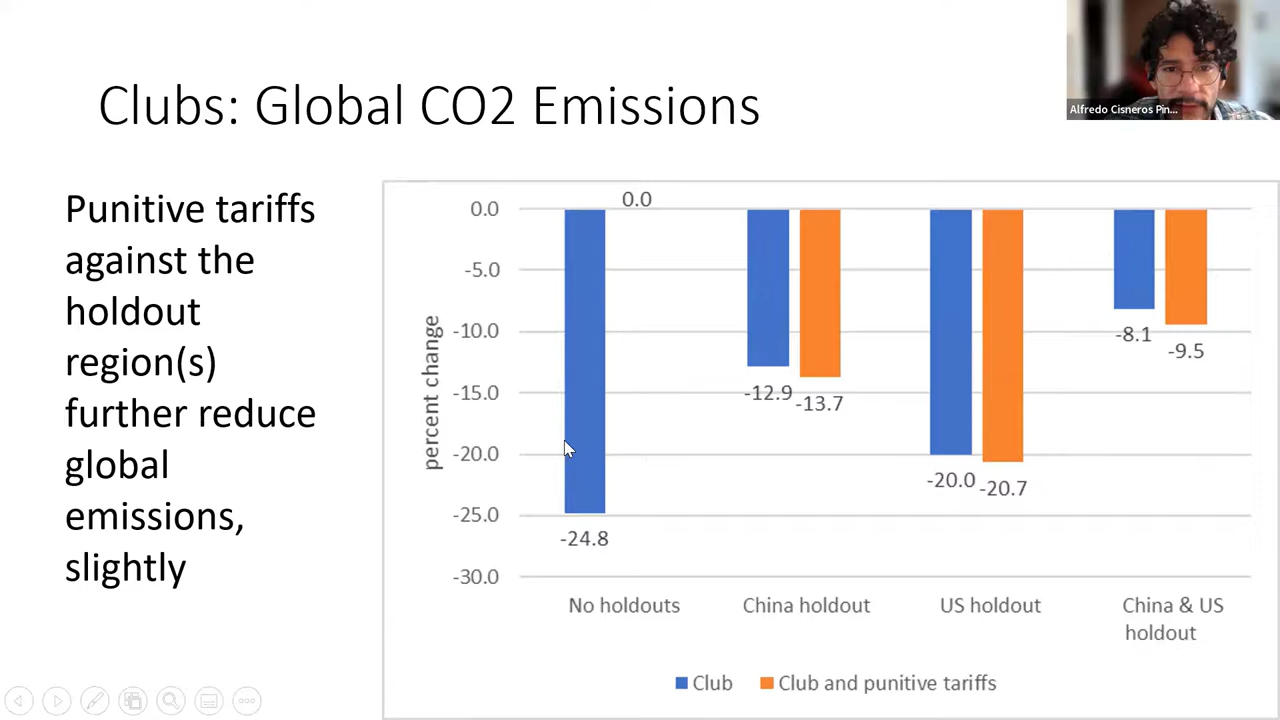 Clubs: Global CO2 Emissions
Alfredo Cisneros Pin...
Punitive tariffs
against the
holdout
region(s)
further reduce
global
emissions,
slightly
percent change
0.0
-5.0
-10.0
-15.0
-20.0
-25.0
-30.0
0.0
-24.8
-12.9
-13.7
-20.0
-20.7
-8.1
-9.5
No holdouts
China holdout
US holdout
China & US
holdout
Club
Club and punitive tariffs